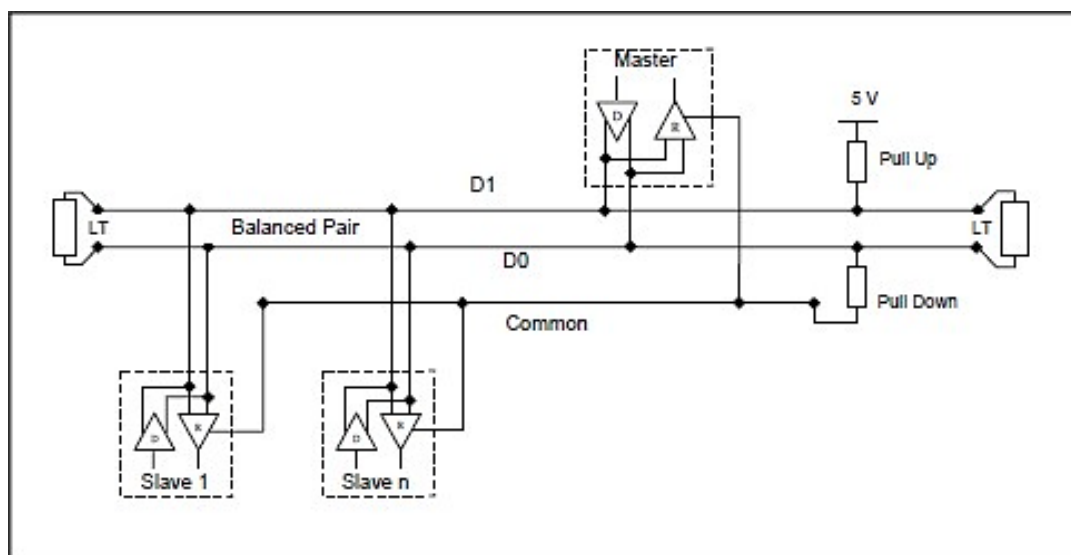 Master
D
R
5 V
Pull Up
D1
LT
Balanced Pair
LT
D0
Pull Down
Common
D
R
Slave 1
D
R
Slave n